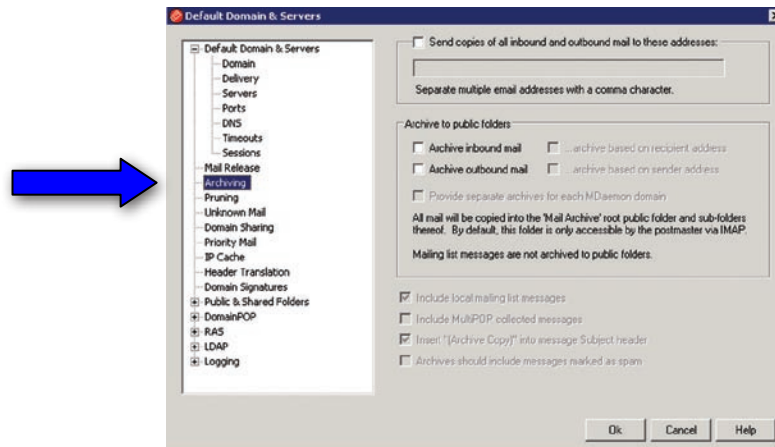 Default Domain & Servers
Default Domain & Servers
Domain
Delivery
Servers
Ports
DNS
Timeouts
Sessions
Mail Release
Archiving
Pruning
Unknown Mail
Domain Sharing
Priority Mail
IP Cache
Header Translation
Domain Signatures
Public & Shared Folders
DomainPOP
RAS
LDAP
Logging
Send copies of all inbound and outbound mail to these addresses:
Separate multiple email addresses with a comma character.
Archive to public folders
Archive inbound mail ...archive based on recipient address
Archive outbound mail ...archive based on sender address
Provide separate archives for each MDaemon domain
All mail will be copied into the 'Mail Archive' root public folder and sub-folders
thereof. By default, this folder is only accessible by the postmaster via IMAP.
Mailing list messages are not archived to public folders.
Include local mailing list messages
Include MultiPOP collected messages
Insert "(Archive Copy)" into message Subject header
Archives should include messages marked as spam
Ok Cancel Help